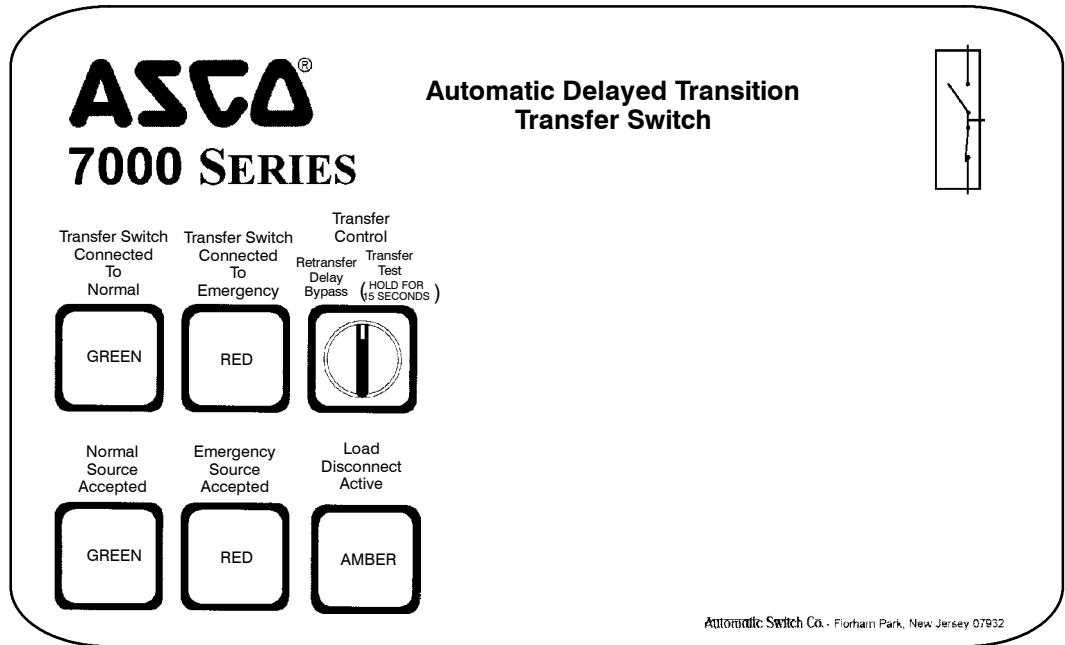 ASCO®
7000 SERIES
Automatic Delayed Transition
Transfer Switch
Transfer Switch
Connected
To
Normal
Transfer Switch
Connected
To
Emergency
Transfer
Control
Retransfer
Delay
Bypass
Transfer
Test
(HOLD FOR
15 SECONDS)
GREEN
RED
Normal
Source
Accepted
Emergency
Source
Accepted
Load
Disconnect
Active
GREEN
RED
AMBER
Automatic Switch Co. - Florham Park, New Jersey 07932